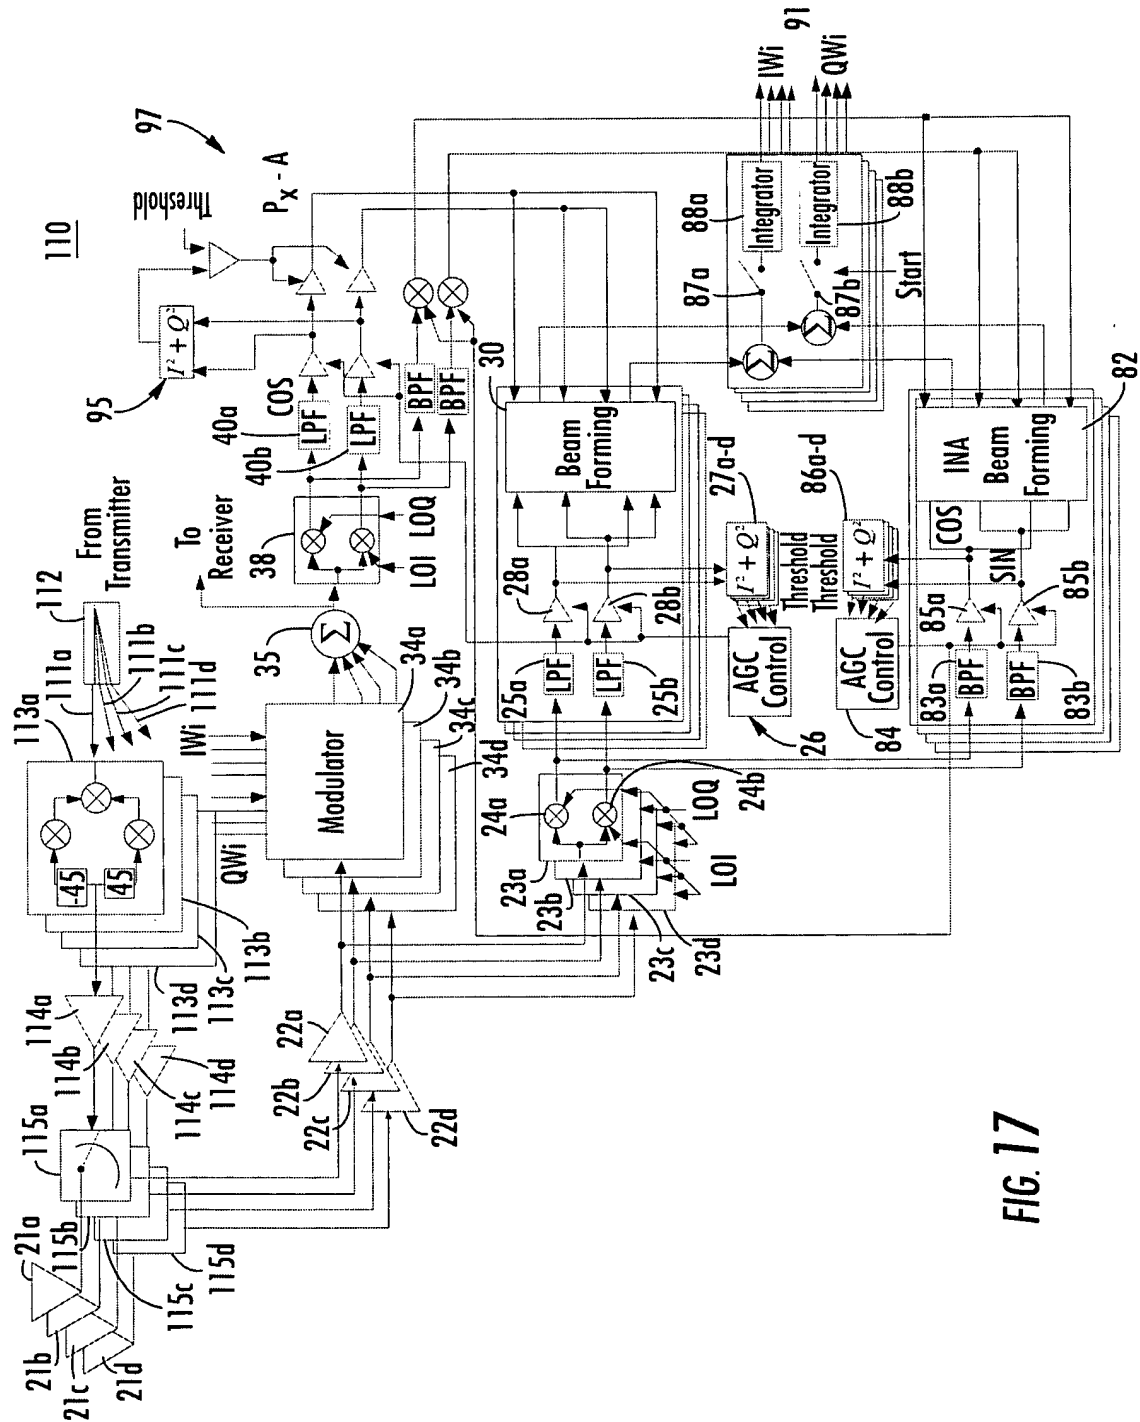 110
97
91
Threshold
Pₓ - A
95
I² + Q²
COS
40a
LPF
40b
LPF
BPF
BPF
To Receiver
38
LOQ
LOI
35
Σ
From Transmitter
112
111a
111b
111c
111d
113a
-45
45
113b
113c
113d
IWi
QWi
Modulator
34a
34b
34c
34d
114a
114b
114c
114d
115a
115b
115c
115d
21a
21b
21c
21d
22a
22b
22c
22d
23a
23b
23c
23d
24a
24b
LOQ
LOI
25a
LPF
LPF
25b
28a
28b
30
Beam Forming
27a-d
I² + Q²
Threshold
AGC Control
26
86a-d
I² + Q²
Threshold
AGC Control
84
83a
BPF
BPF
83b
85a
85b
COS
SIN
INA Beam Forming
82
Σ
Σ
87a
87b
Start
88a
Integrator
Integrator
88b
IWi
QWi
FIG. 17